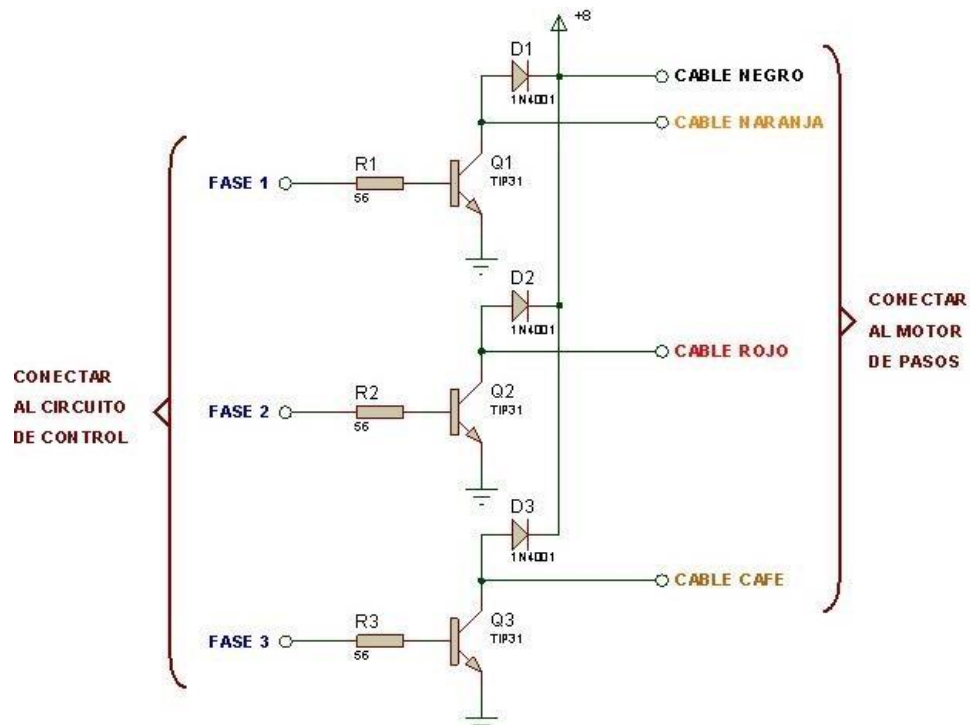 +8
D1
1N4001
CABLE NEGRO
CABLE NARANJA
R1
56
FASE 1
Q1
TIP31
D2
1N4001
CONECTAR
AL MOTOR
DE PASOS
CABLE ROJO
CONECTAR
AL CIRCUITO
DE CONTROL
R2
56
FASE 2
Q2
TIP31
D3
1N4001
CABLE CAFE
R3
56
FASE 3
Q3
TIP31